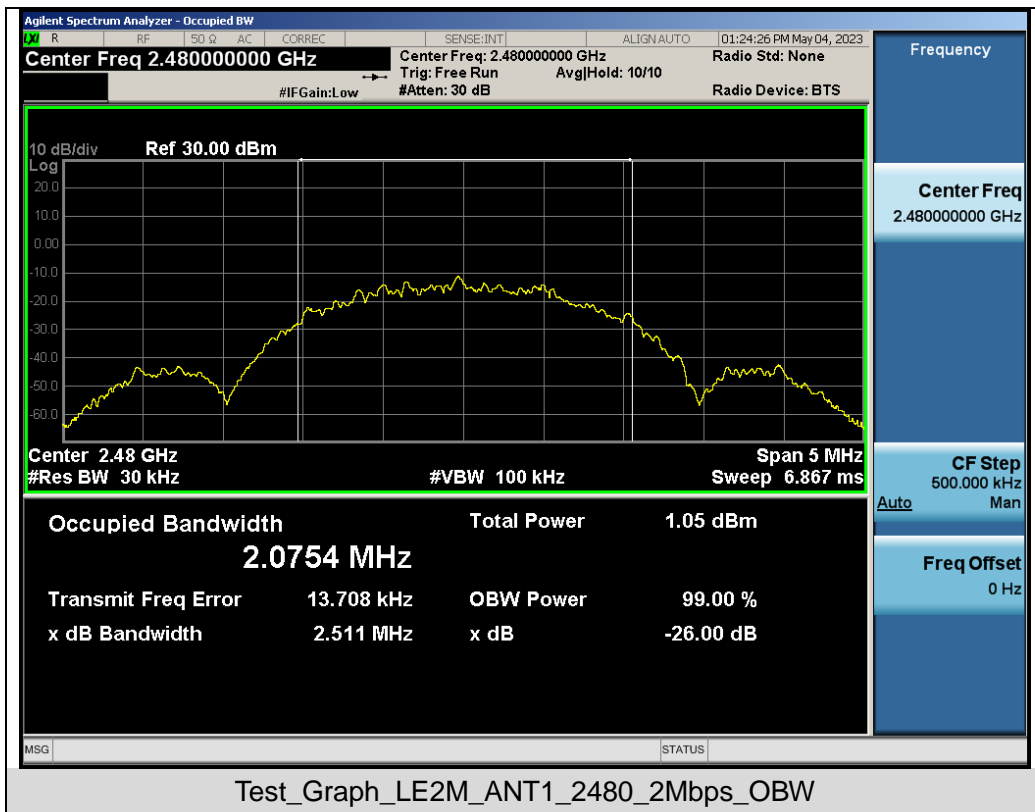 Agilent Spectrum Analyzer - Occupied BW
LXI R RF 50 Ω AC CORREC SENSE:INT ALIGN AUTO 01:24:26 PM May 04, 2023
Center Freq 2.480000000 GHz
Center Freq: 2.480000000 GHz
Radio Std: None
Trig: Free Run Avg|Hold: 10/10
#IFGain:Low
#Atten: 30 dB
Radio Device: BTS
10 dB/div Ref 30.00 dBm
Log
20.0
10.0
0.00
-10.0
-20.0
-30.0
-40.0
-50.0
-60.0
Center 2.48 GHz Span 5 MHz
#Res BW 30 kHz #VBW 100 kHz Sweep 6.867 ms
Occupied Bandwidth Total Power 1.05 dBm
2.0754 MHz
Transmit Freq Error 13.708 kHz OBW Power 99.00 %
x dB Bandwidth 2.511 MHz x dB -26.00 dB
MSG STATUS
Frequency
Center Freq
2.480000000 GHz
CF Step
500.000 kHz
Auto Man
Freq Offset
0 Hz
Test_Graph_LE2M_ANT1_2480_2Mbps_OBW